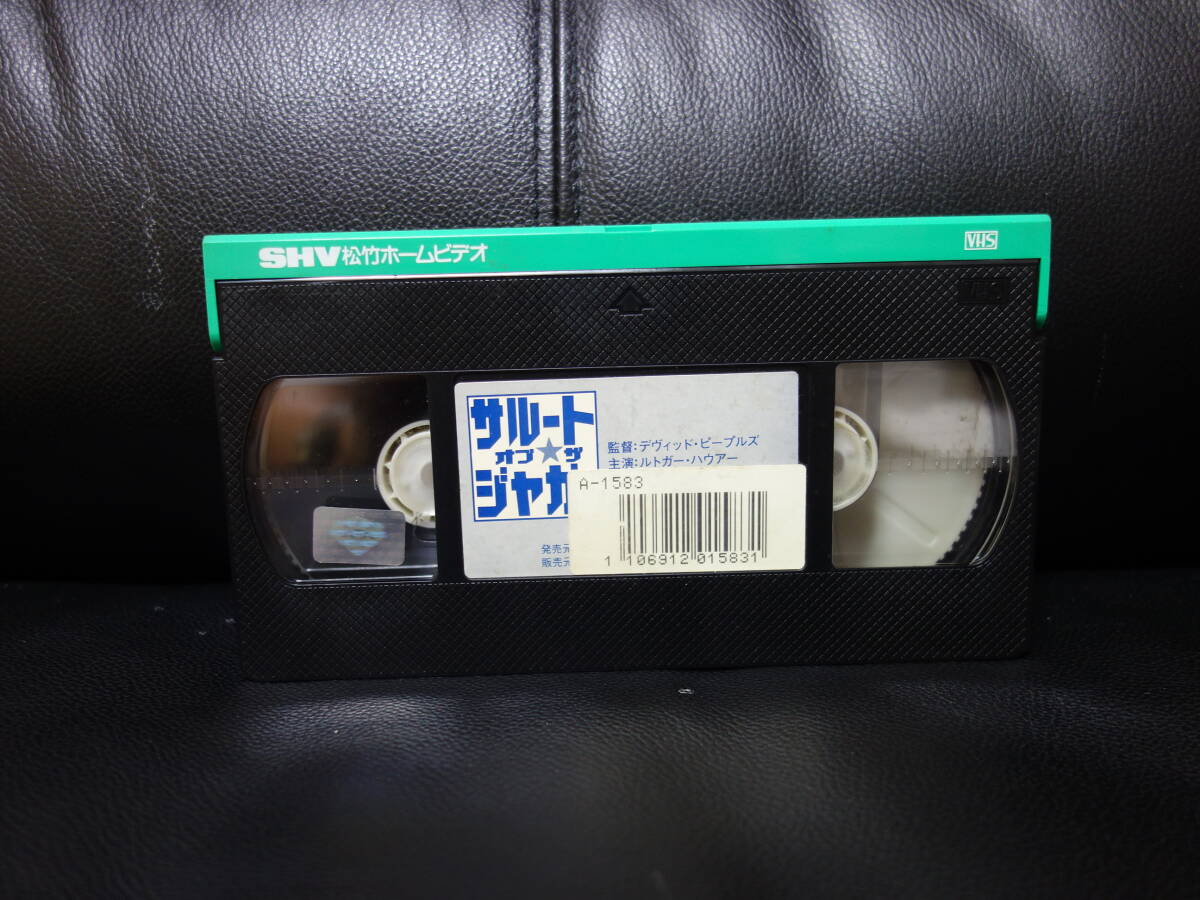 SHV松竹ホームビデオ
VHS
サルート
オブ★ザ
ジャガ
監督:デヴィッド・ピープルズ
主演:ルトガー・ハウアー
A-1583
発売元
販売元
1 106912 015831